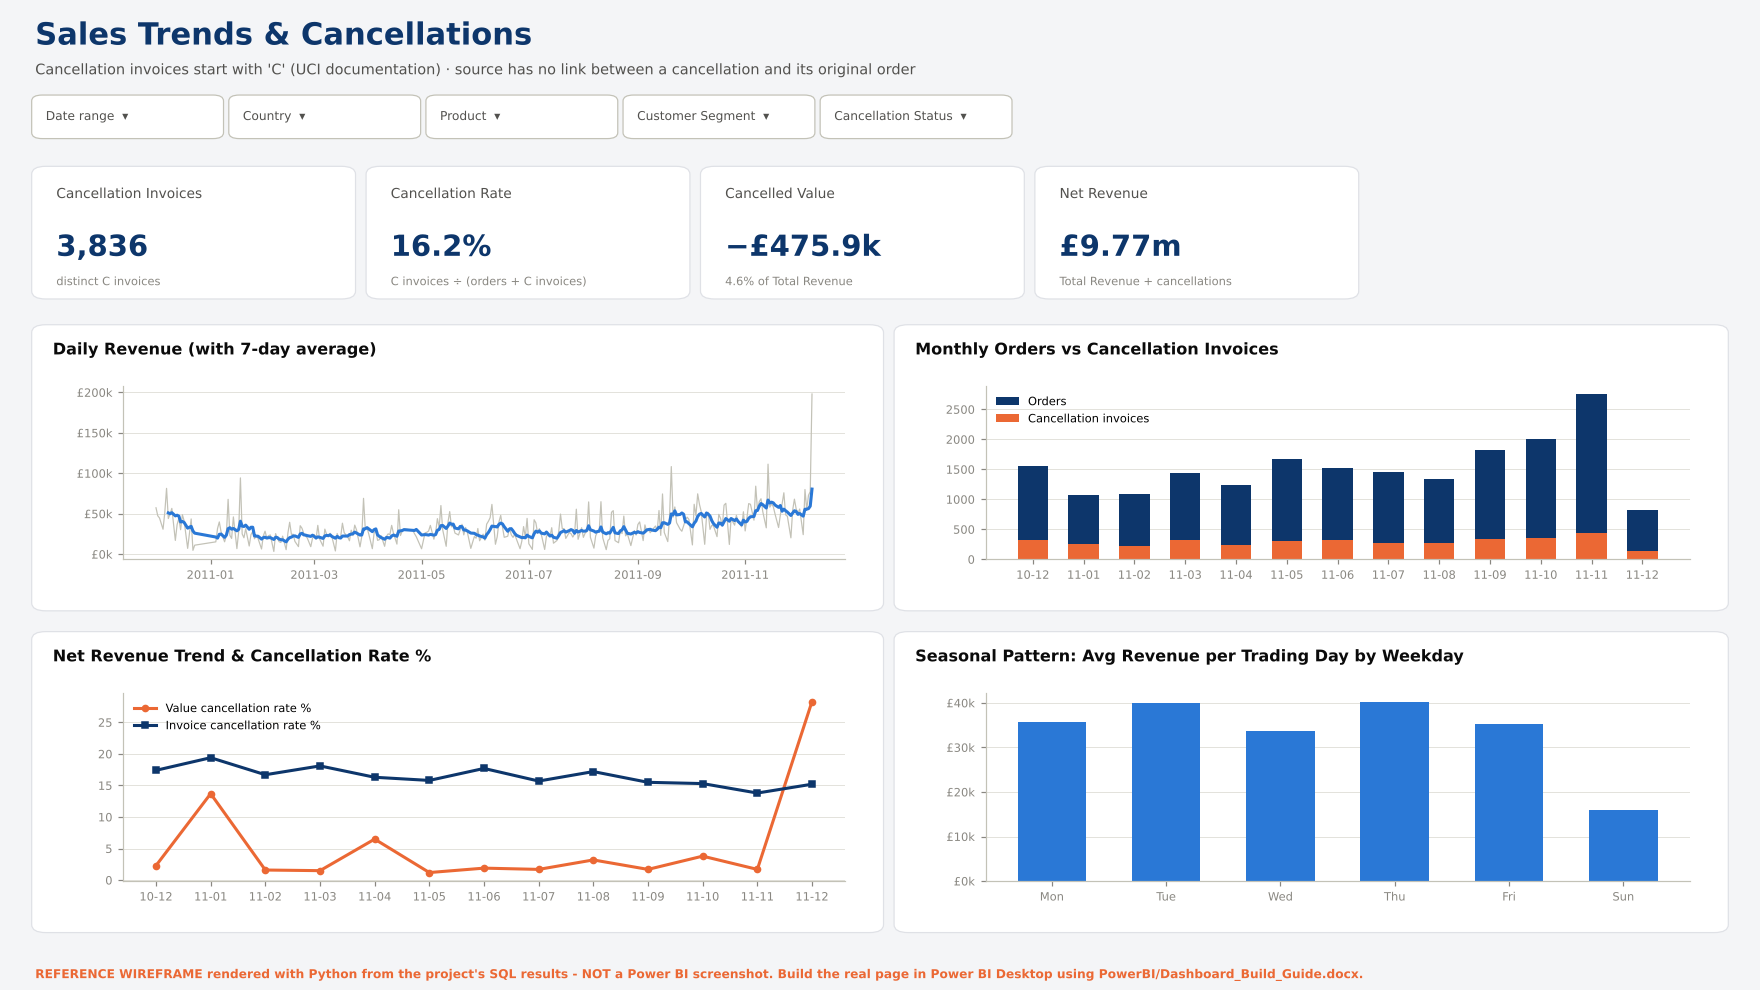 Sales Trends & Cancellations
Cancellation invoices start with 'C' (UCI documentation) · source has no link between a cancellation and its original order
Date range ▾
Country ▾
Product ▾
Customer Segment ▾
Cancellation Status ▾
Cancellation Invoices
3,836
distinct C invoices
Cancellation Rate
16.2%
C invoices ÷ (orders + C invoices)
Cancelled Value
−£475.9k
4.6% of Total Revenue
Net Revenue
£9.77m
Total Revenue + cancellations
Daily Revenue (with 7-day average)
£200k
£150k
£100k
£50k
£0k
2011-01 2011-03 2011-05 2011-07 2011-09 2011-11
Monthly Orders vs Cancellation Invoices
Orders
Cancellation invoices
2500
2000
1500
1000
500
0
10-12 11-01 11-02 11-03 11-04 11-05 11-06 11-07 11-08 11-09 11-10 11-11 11-12
Net Revenue Trend & Cancellation Rate %
Value cancellation rate %
Invoice cancellation rate %
25
20
15
10
5
0
10-12 11-01 11-02 11-03 11-04 11-05 11-06 11-07 11-08 11-09 11-10 11-11 11-12
Seasonal Pattern: Avg Revenue per Trading Day by Weekday
£40k
£30k
£20k
£10k
£0k
Mon Tue Wed Thu Fri Sun
REFERENCE WIREFRAME rendered with Python from the project's SQL results - NOT a Power BI screenshot. Build the real page in Power BI Desktop using PowerBI/Dashboard_Build_Guide.docx.